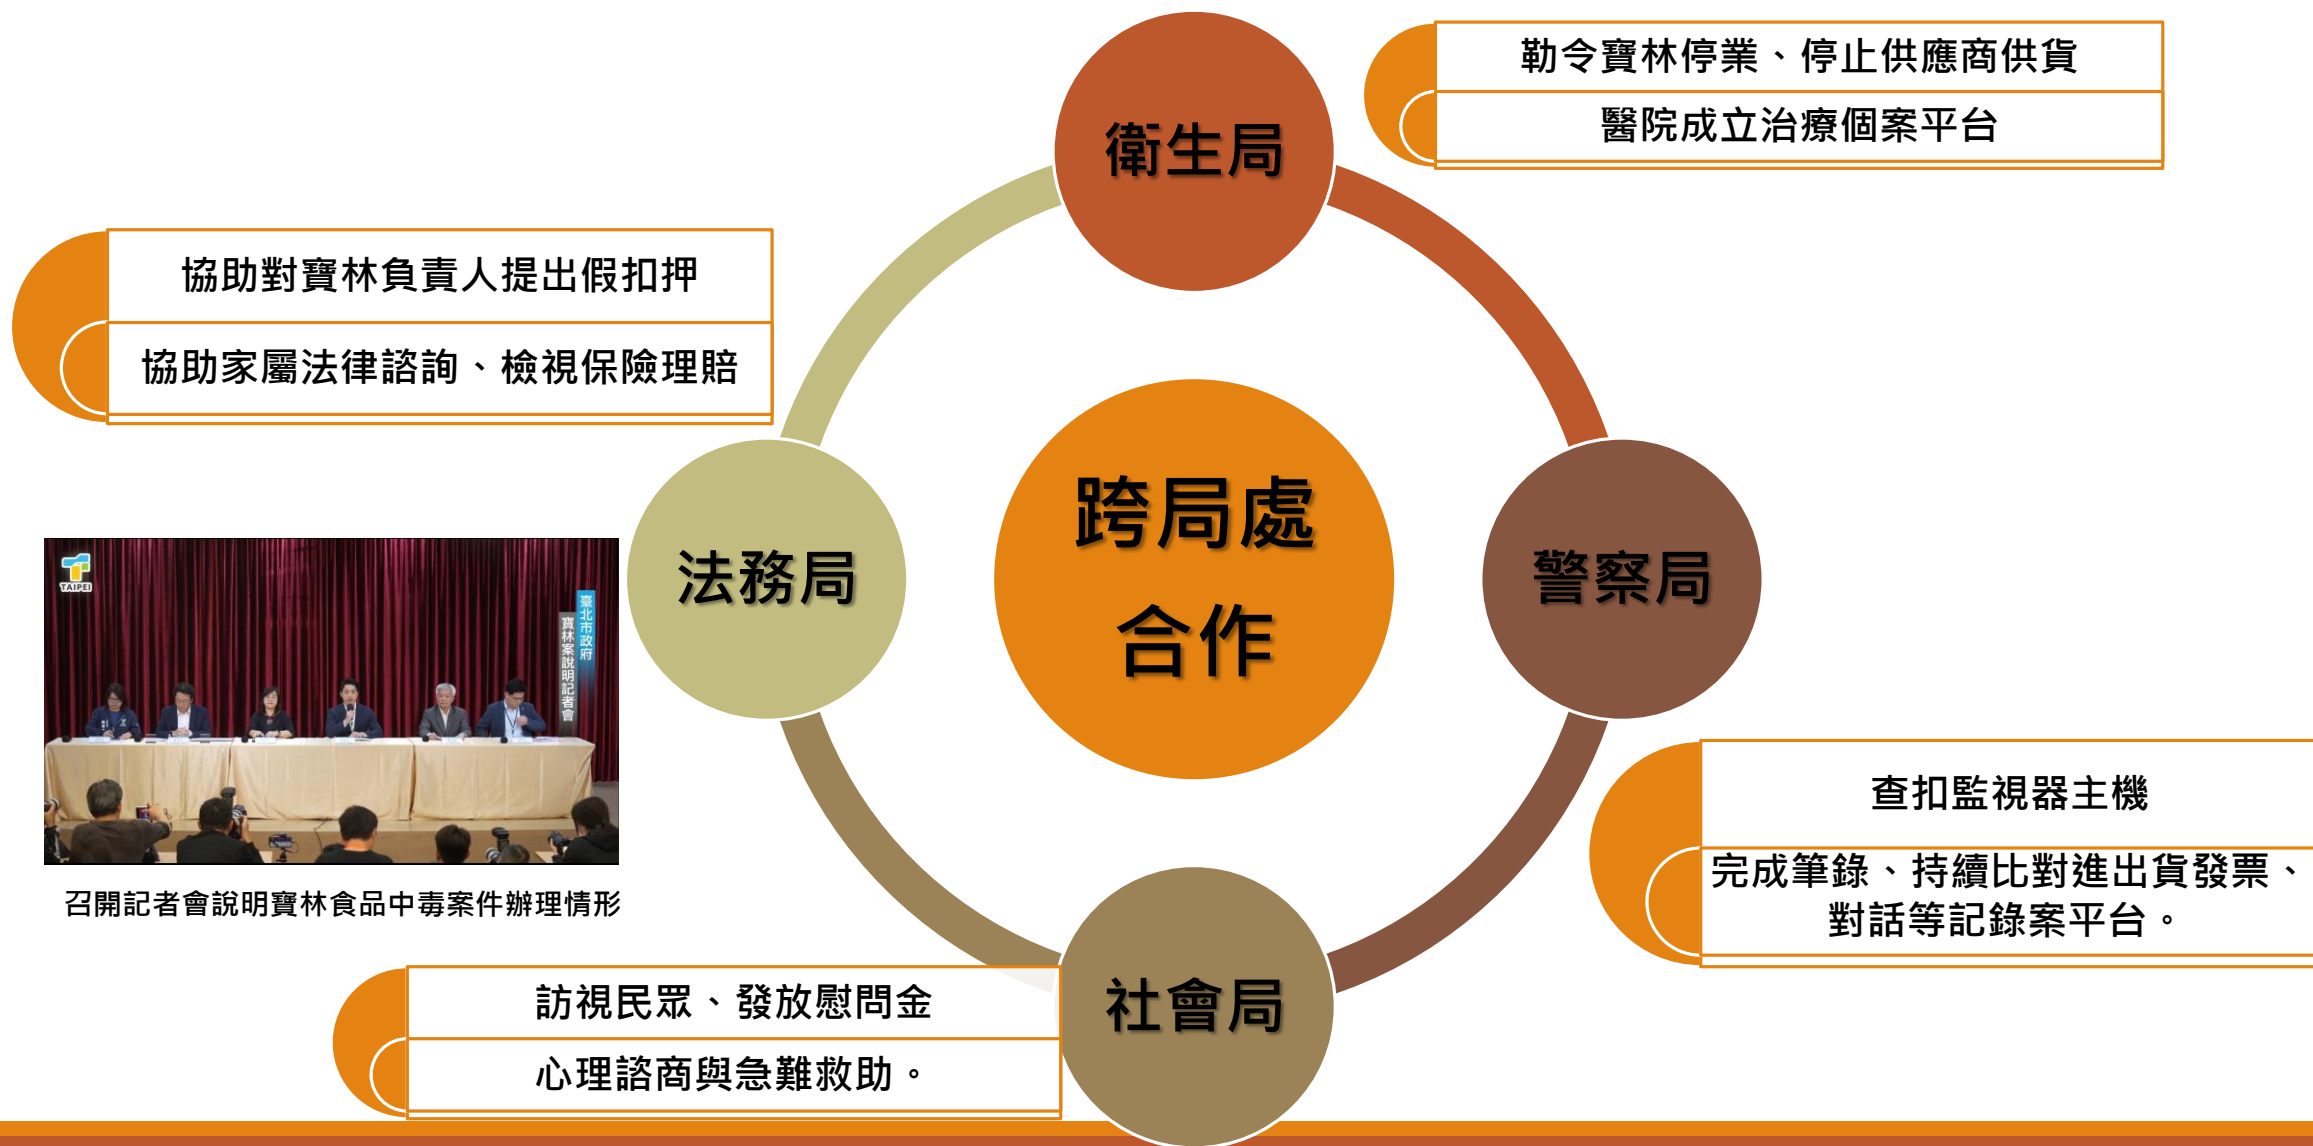 衛生局
勒令寶林停業、停止供應商供貨
醫院成立治療個案平台
協助對寶林負責人提出假扣押
協助家屬法律諮詢、檢視保險理賠
跨局處
合作
法務局
警察局
TAIPEI
臺北市政府
寶林案說明記者會
召開記者會說明寶林食品中毒案件辦理情形
查扣監視器主機
完成筆錄、持續比對進出貨發票、
對話等記錄案平台。
社會局
訪視民眾、發放慰問金
心理諮商與急難救助。